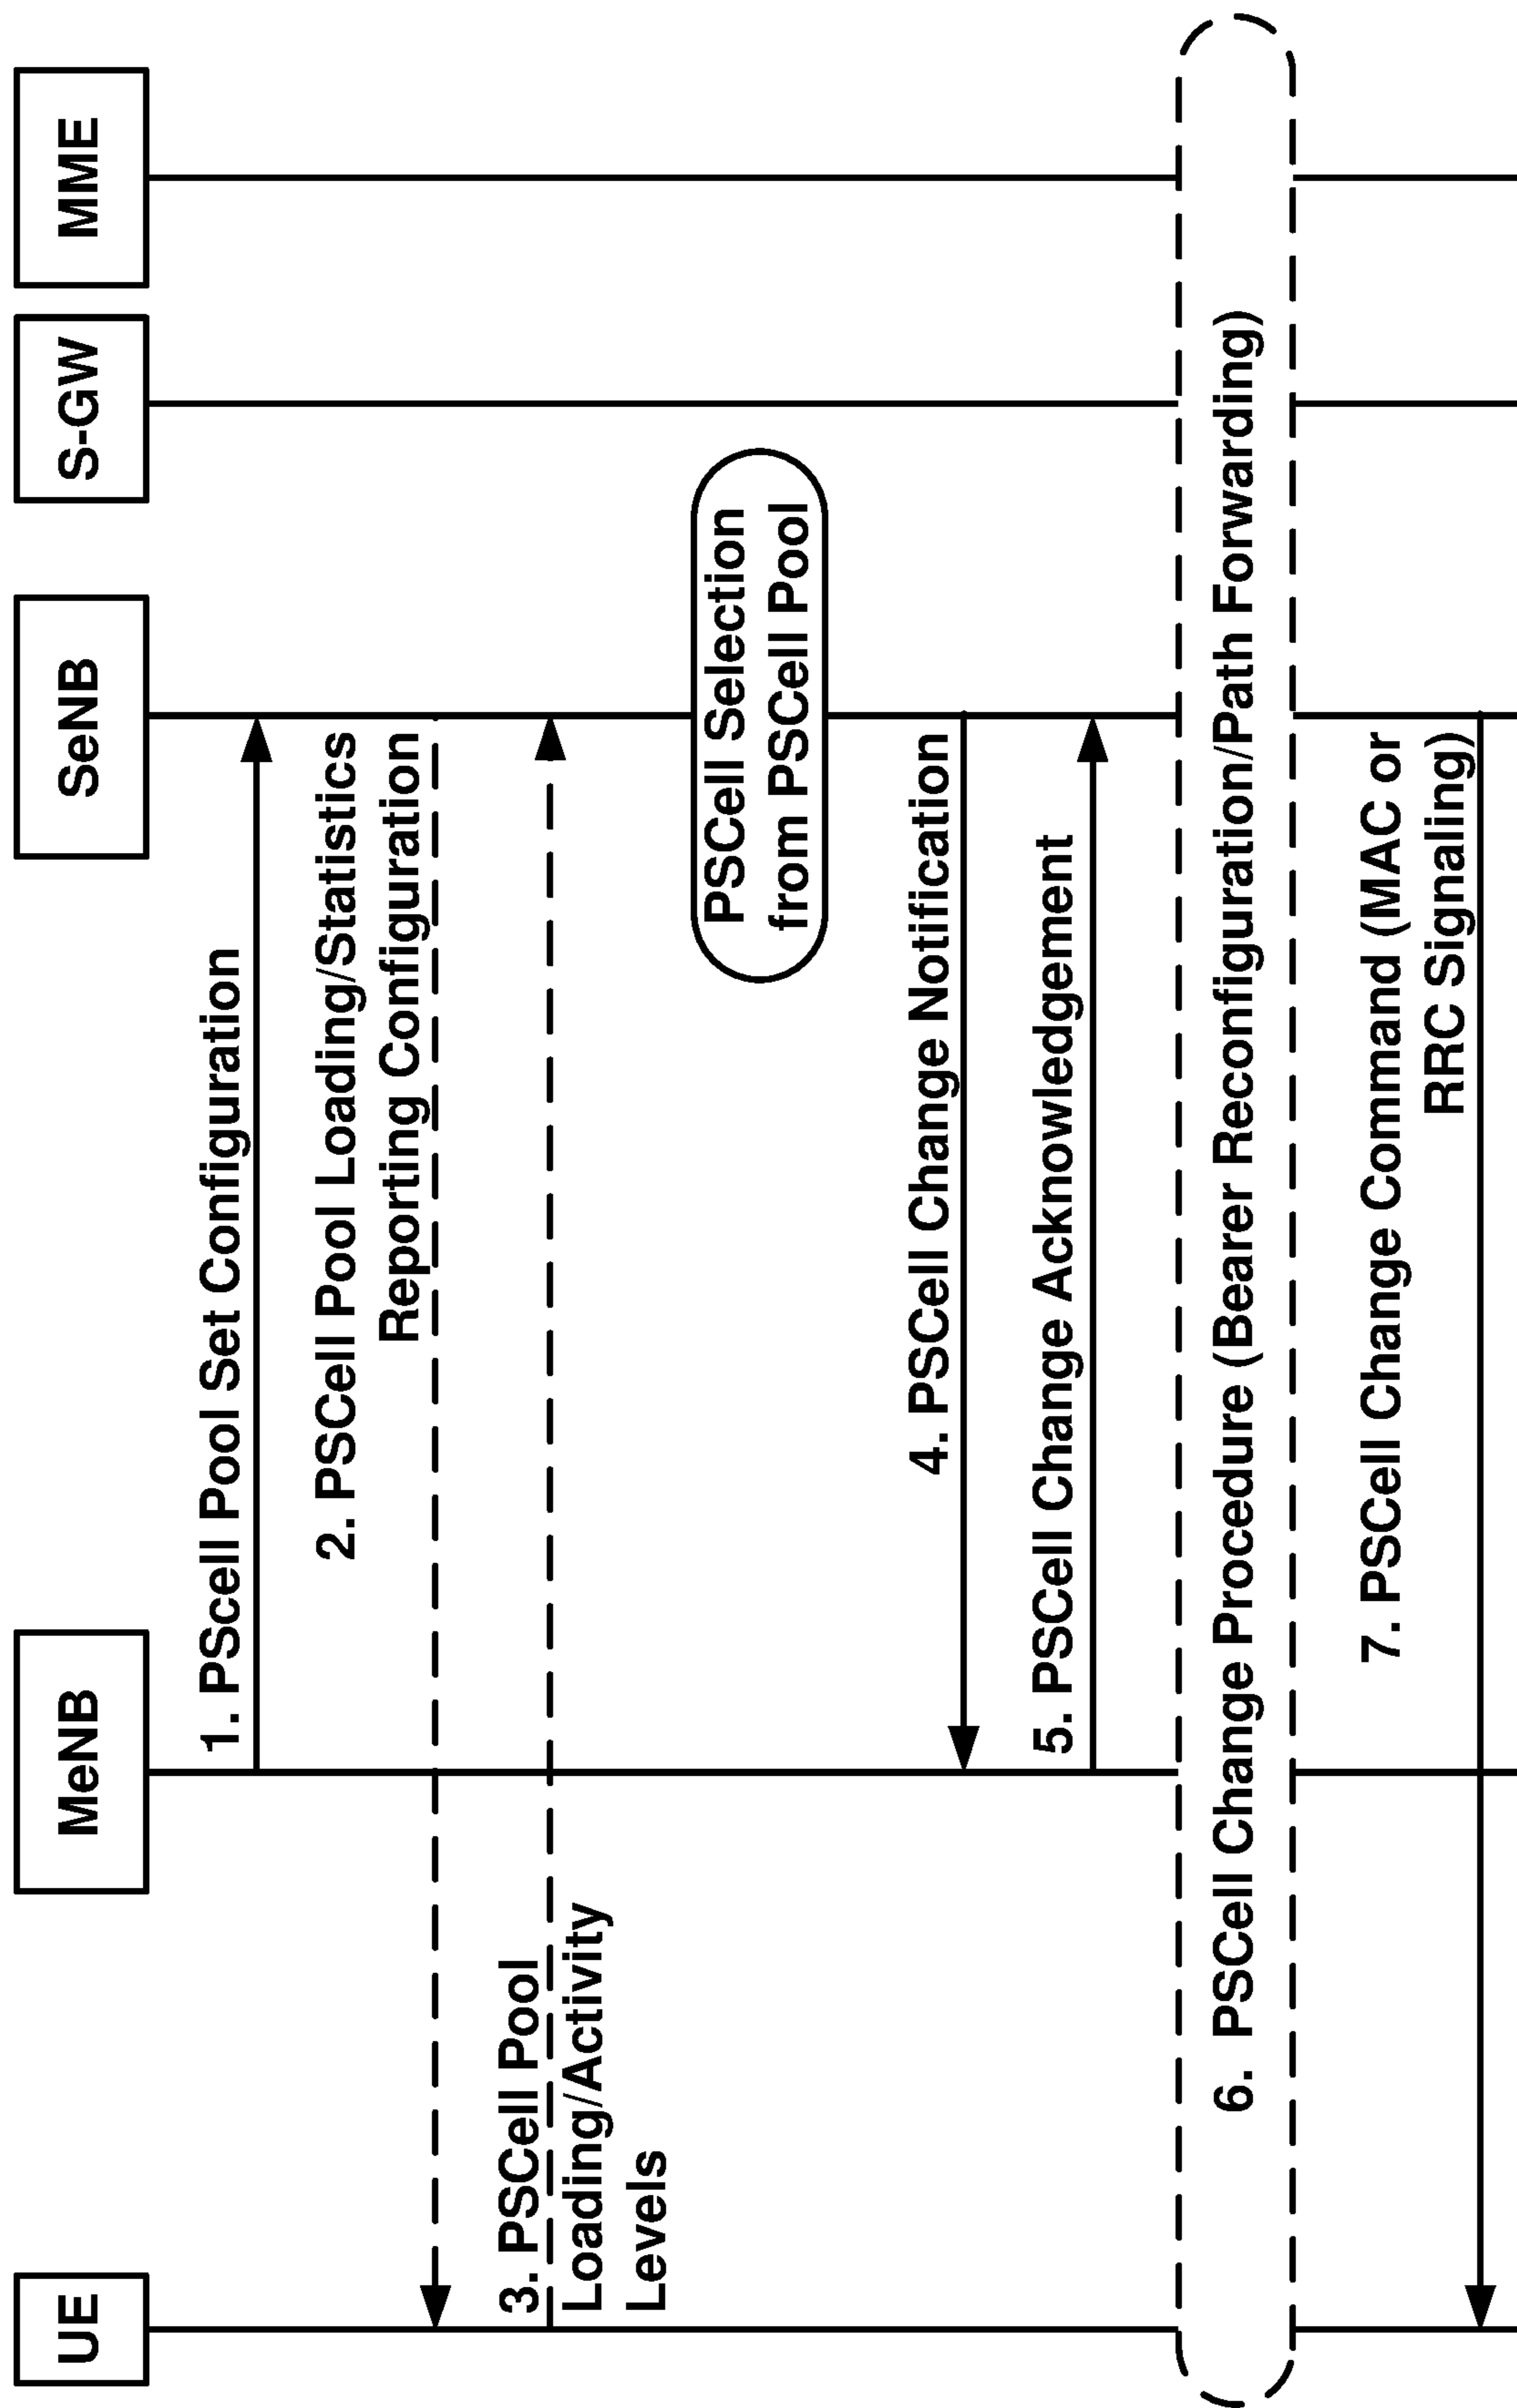 UE
MeNB
SeNB
S-GW
MME
1. PScell Pool Set Configuration
2. PSCell Pool Loading/Statistics
Reporting Configuration
3. PSCell Pool
Loading/Activity
Levels
PSCell Selection
from PSCell Pool
4. PSCell Change Notification
5. PSCell Change Acknowledgement
6. PSCell Change Procedure (Bearer Reconfiguration/Path Forwarding)
7. PSCell Change Command (MAC or
RRC Signaling)